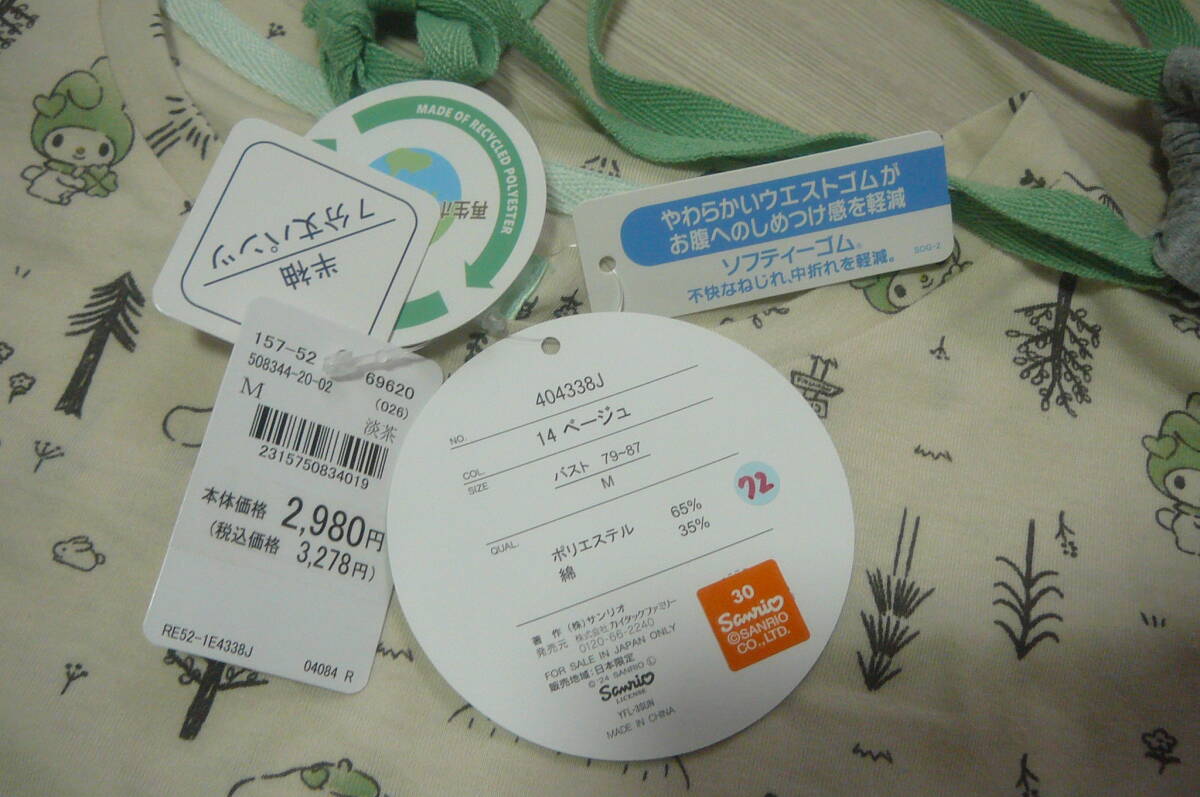 MADE OF RECYCLED POLYESTER
再生ポ
半袖
7分丈パンツ
やわらかいウエストゴムが
お腹へのしめつけ感を軽減
ソフティーゴム®
不快なねじれ、中折れを軽減。
SOG-2
157-52 69620
508344-20-02 (026)
M 淡茶
2315750834019
本体価格 2,980円
(税込価格 3,278円)
RE52-1E4338J 04084 R
NO. 404338J
COL. 14 ベージュ
SIZE バスト 79~87
M
72
QUAL. ポリエステル 65%
綿 35%
著作 (株)サンリオ
発売元 株式会社カイタックファミリー
0120-66-2240
FOR SALE IN JAPAN ONLY
販売地域:日本限定
© '24 SANRIO Ⓛ
Sanrio
LICENSE
YFL-3SUN
MADE IN CHINA
30
Sanrio
©SANRIO
CO.,LTD.